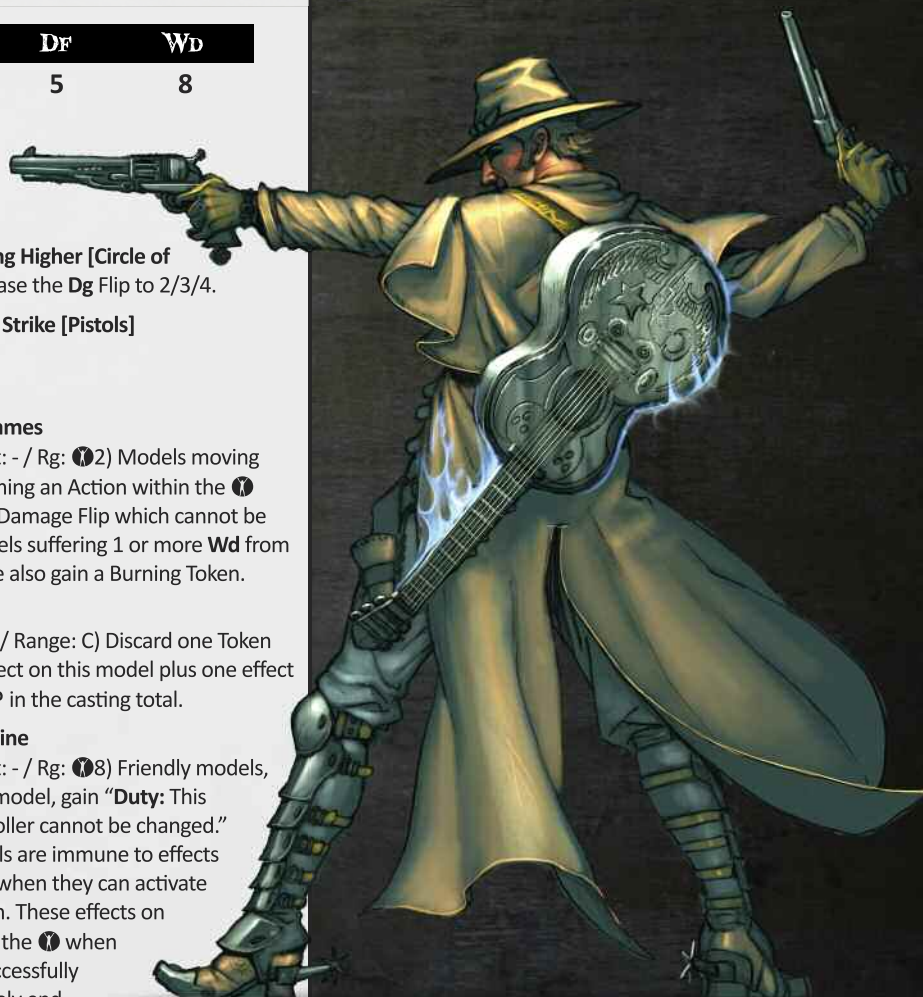 DF WD
5 8
ng Higher [Circle of
ase the Dg Flip to 2/3/4.
Strike [Pistols]
ames
t: - / Rg: 2) Models moving
ning an Action within the
Damage Flip which cannot be
els suffering 1 or more Wd from
e also gain a Burning Token.
/ Range: C) Discard one Token
ect on this model plus one effect
in the casting total.
ine
t: - / Rg: 8) Friendly models,
model, gain “Duty: This
oller cannot be changed.”
ls are immune to effects
when they can activate
n. These effects on
the when
ccessfully